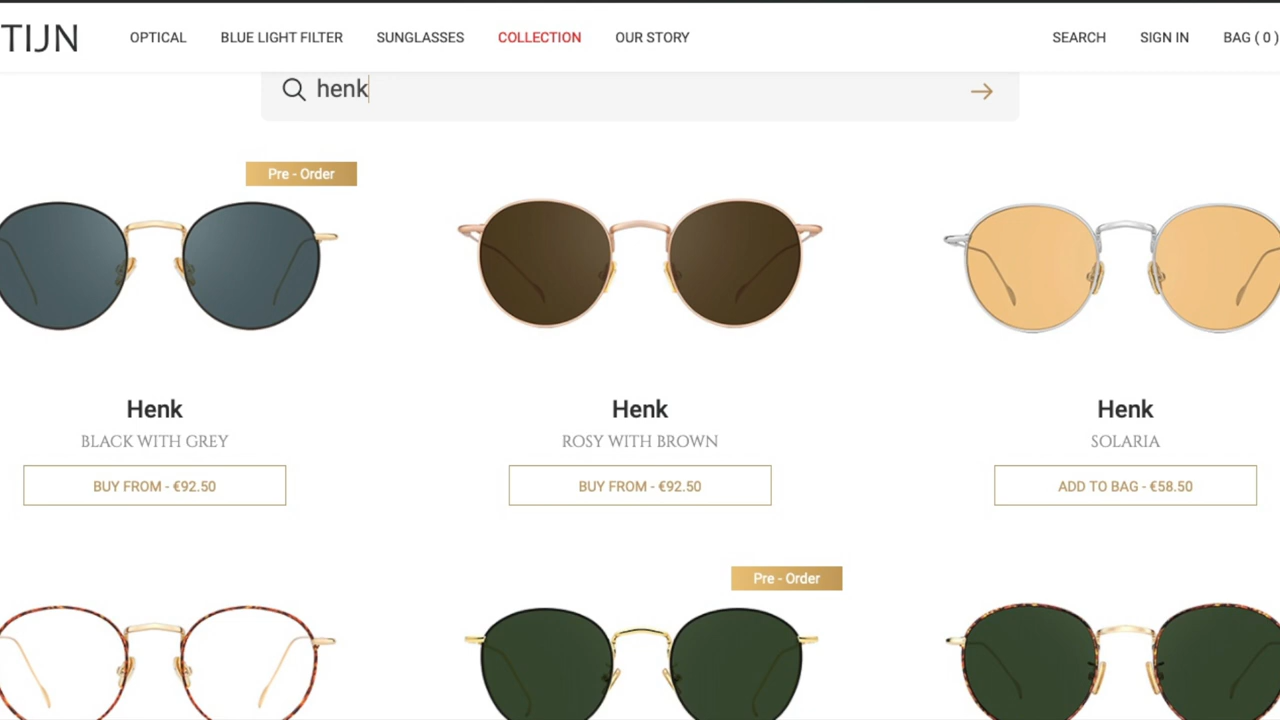 TIJN
OPTICAL
BLUE LIGHT FILTER
SUNGLASSES
COLLECTION
OUR STORY
SEARCH
SIGN IN
BAG ( 0 )
henk
Pre - Order
Henk
BLACK WITH GREY
BUY FROM - €92.50
Henk
ROSY WITH BROWN
BUY FROM - €92.50
Henk
SOLARIA
ADD TO BAG - €58.50
Pre - Order